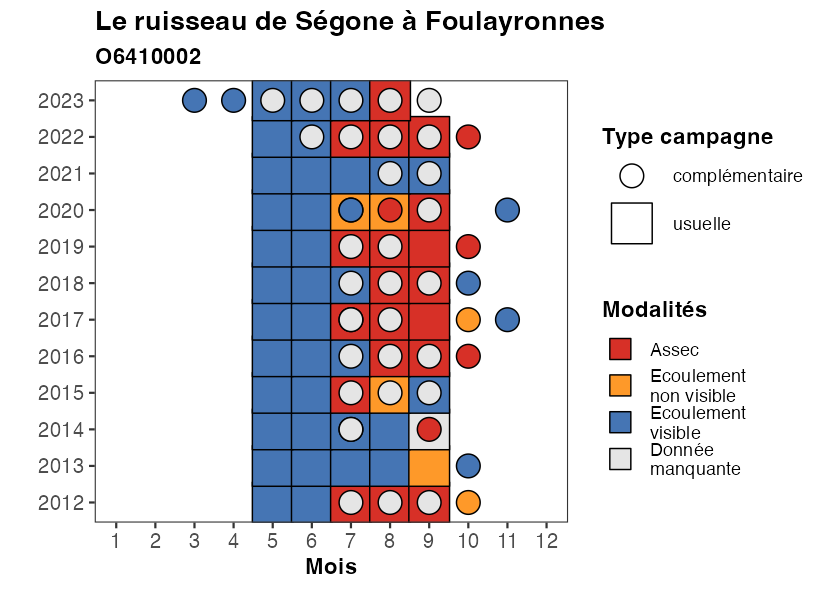 Le ruisseau de Ségone à Foulayronnes
O6410002
2023
2022
2021
2020
2019
2018
2017
2016
2015
2014
2013
2012
1 2 3 4 5 6 7 8 9 10 11 12
Mois
Type campagne
complémentaire
usuelle
Modalités
Assec
Ecoulement
non visible
Ecoulement
visible
Donnée
manquante